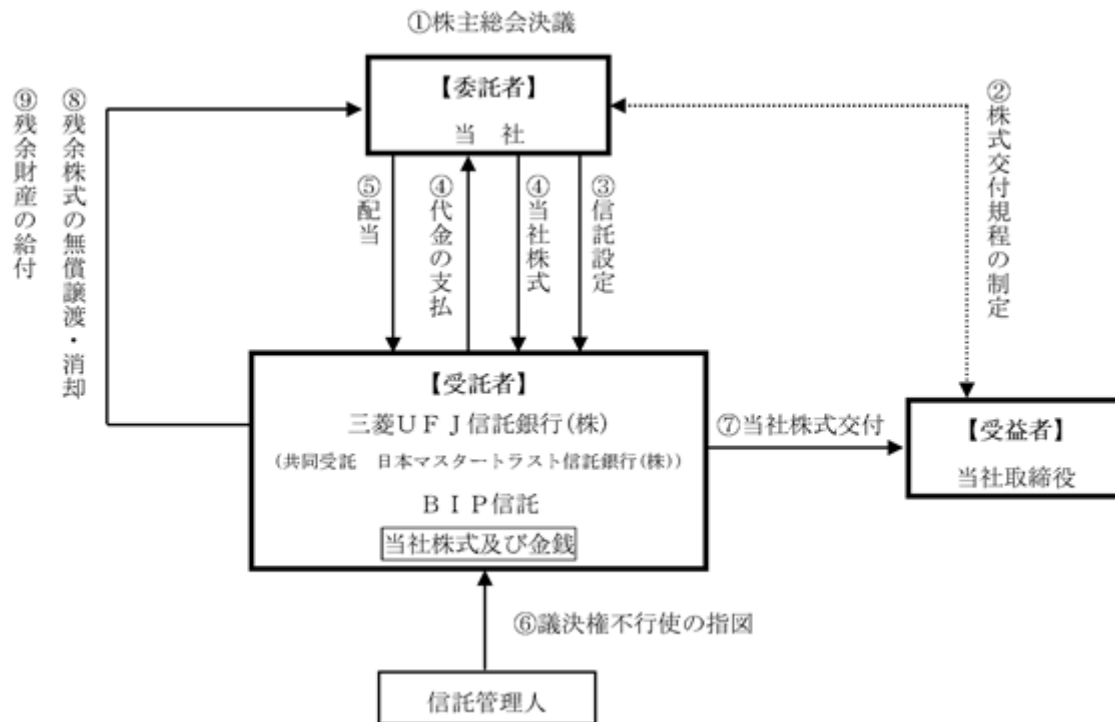 ①株主総会決議
【委託者】
当　社
⑨残余財産の給付
⑧残余株式の無償譲渡・消却
⑤配当
④代金の支払
④当社株式
③信託設定
②株式交付規程の制定
【受託者】
三菱ＵＦＪ信託銀行(株)
(共同受託　日本マスタートラスト信託銀行(株))
ＢＩＰ信託
当社株式及び金銭
⑦当社株式交付
【受益者】
当社取締役
⑥議決権不行使の指図
信託管理人